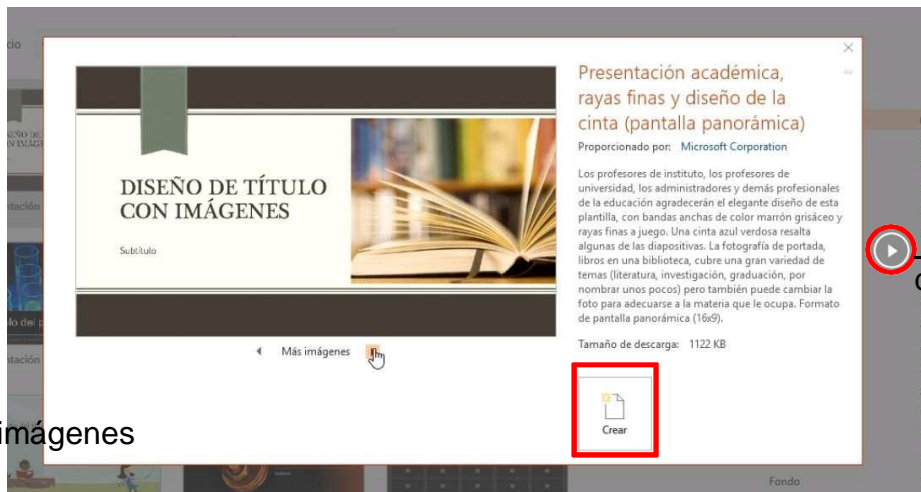 cio
Presentación académica,
rayas finas y diseño de la
cinta (pantalla panorámica)
Proporcionado por: Microsoft Corporation
Los profesores de instituto, los profesores de
universidad, los administradores y demás profesionales
de la educación agradecerán el elegante diseño de esta
plantilla, con bandas anchas de color marrón grisáceo y
rayas finas a juego. Una cinta azul verdosa resalta
algunas de las diapositivas. La fotografía de portada,
libros en una biblioteca, cubre una gran variedad de
temas (literatura, investigación, graduación, por
nombrar unos pocos) pero también puede cambiar la
foto para adecuarse a la materia que le ocupa. Formato
de pantalla panorámica (16x9).
Tamaño de descarga: 1122 KB
Crear
DISEÑO DE TÍTULO
CON IMÁGENES
Subtítulo
Más imágenes
ntación
lo del p
ntación
imágenes
Fondo